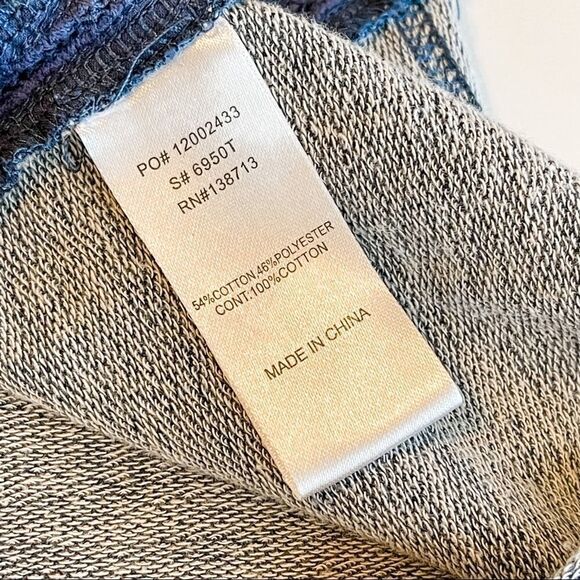 PO# 12002433
S# 6950T
RN#138713
54%COTTON.46%POLYESTER
CONT:100%COTTON
MADE IN CHINA